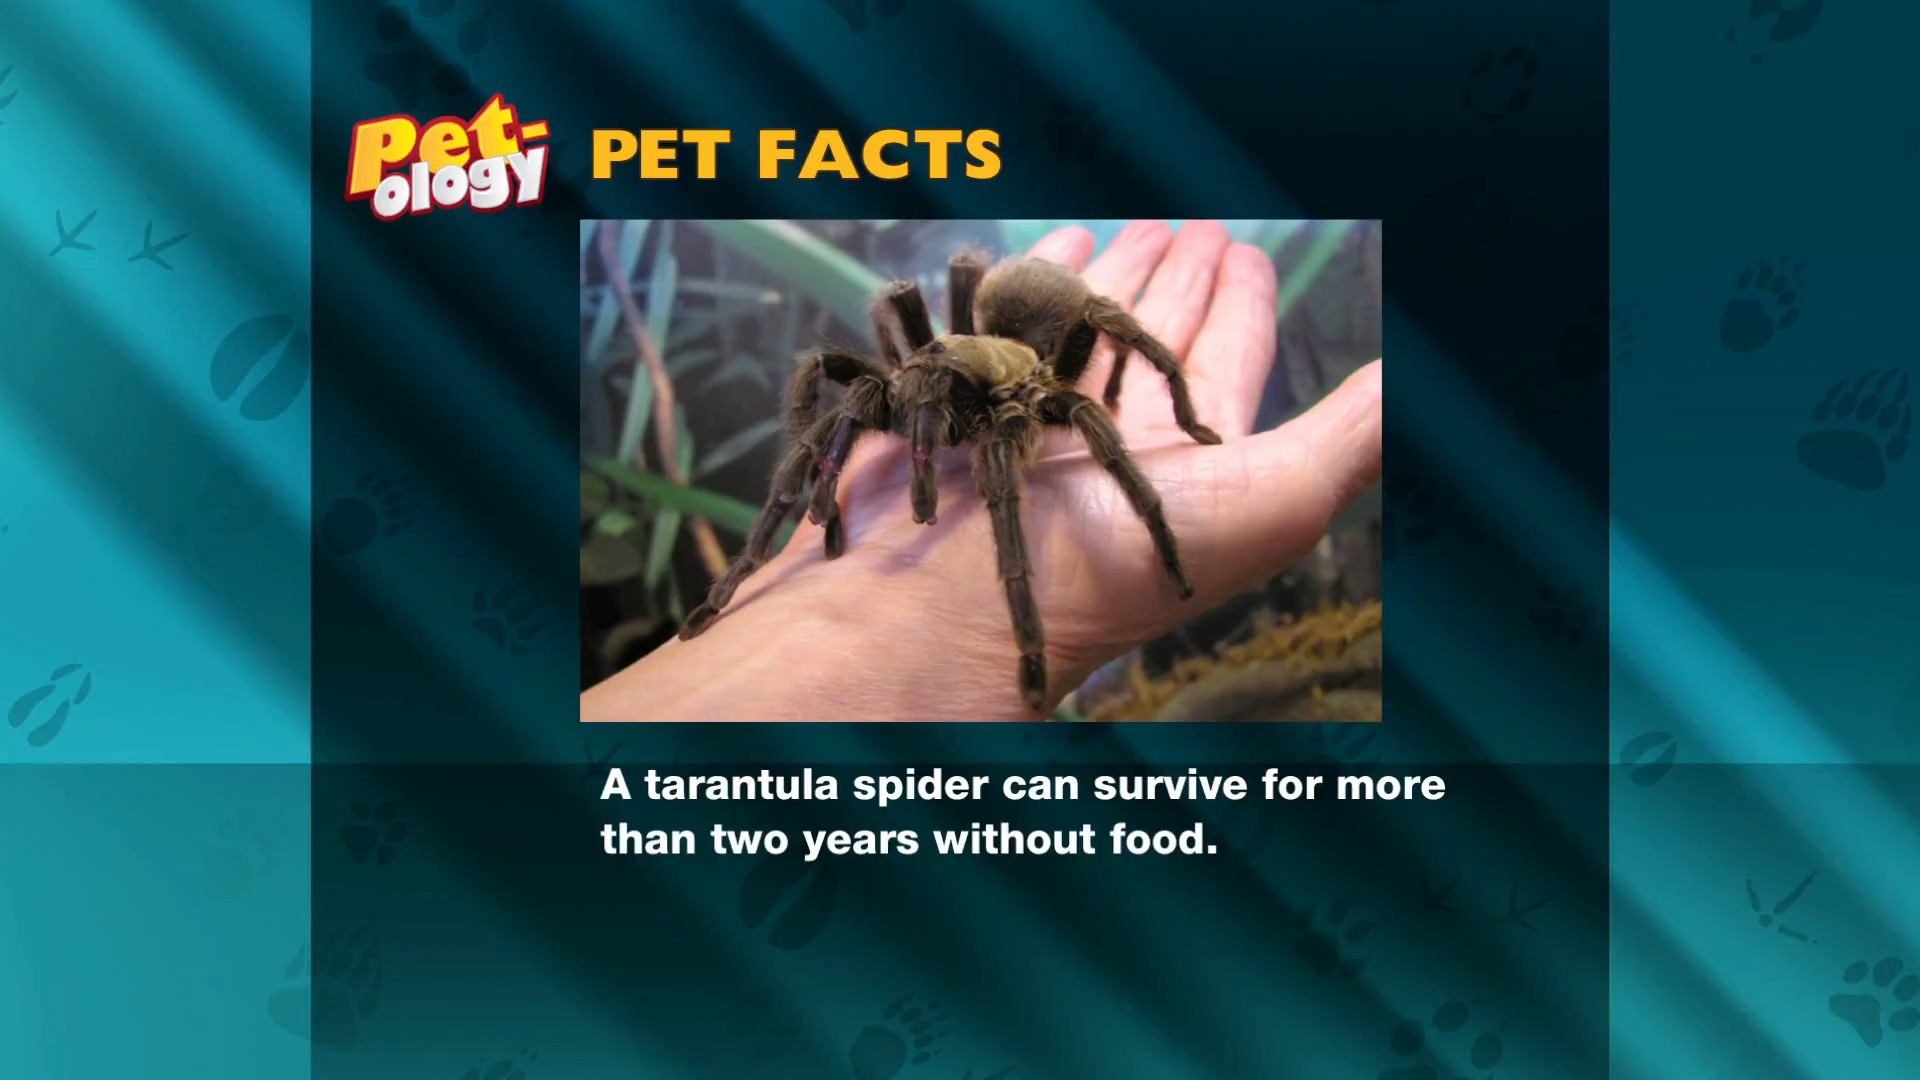 Pet-
ology
PET FACTS
A tarantula spider can survive for more
than two years without food.